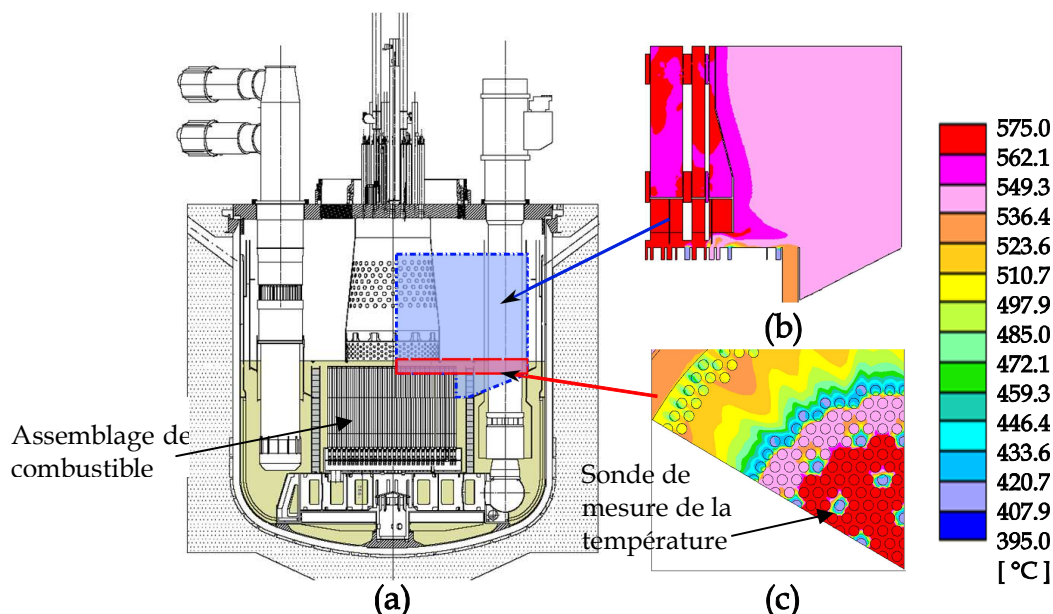 Assemblage de
combustible
(a)
(b)
Sonde de
mesure de la
température
(c)
575.0
562.1
549.3
536.4
523.6
510.7
497.9
485.0
472.1
459.3
446.4
433.6
420.7
407.9
395.0
[ °C]